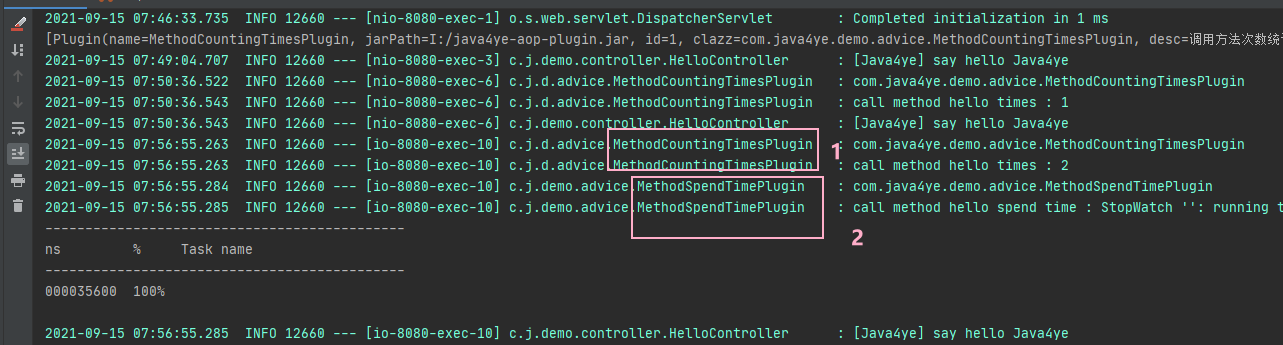 2021-09-15 07:46:33.735  INFO 12660 --- [nio-8080-exec-1] o.s.web.servlet.DispatcherServlet        : Completed initialization in 1 ms
[Plugin(name=MethodCountingTimesPlugin, jarPath=I:/java4ye-aop-plugin.jar, id=1, clazz=com.java4ye.demo.advice.MethodCountingTimesPlugin, desc=调用方法次数统
2021-09-15 07:49:04.707  INFO 12660 --- [nio-8080-exec-3] c.j.demo.controller.HelloController      : [Java4ye] say hello Java4ye
2021-09-15 07:50:36.522  INFO 12660 --- [nio-8080-exec-6] c.j.d.advice.MethodCountingTimesPlugin   : com.java4ye.demo.advice.MethodCountingTimesPlugin
2021-09-15 07:50:36.543  INFO 12660 --- [nio-8080-exec-6] c.j.d.advice.MethodCountingTimesPlugin   : call method hello times : 1
2021-09-15 07:50:36.543  INFO 12660 --- [nio-8080-exec-6] c.j.demo.controller.HelloController      : [Java4ye] say hello Java4ye
2021-09-15 07:56:55.263  INFO 12660 --- [io-8080-exec-10] c.j.d.advice.MethodCountingTimesPlugin   : com.java4ye.demo.advice.MethodCountingTimesPlugin
1
2021-09-15 07:56:55.263  INFO 12660 --- [io-8080-exec-10] c.j.d.advice.MethodCountingTimesPlugin   : call method hello times : 2
2021-09-15 07:56:55.284  INFO 12660 --- [io-8080-exec-10] c.j.demo.advice.MethodSpendTimePlugin    : com.java4ye.demo.advice.MethodSpendTimePlugin
2021-09-15 07:56:55.285  INFO 12660 --- [io-8080-exec-10] c.j.demo.advice.MethodSpendTimePlugin    : call method hello spend time : StopWatch '': running t
2
---------------------------------------------
ns         %     Task name
---------------------------------------------
000035600  100%
2021-09-15 07:56:55.285  INFO 12660 --- [io-8080-exec-10] c.j.demo.controller.HelloController      : [Java4ye] say hello Java4ye